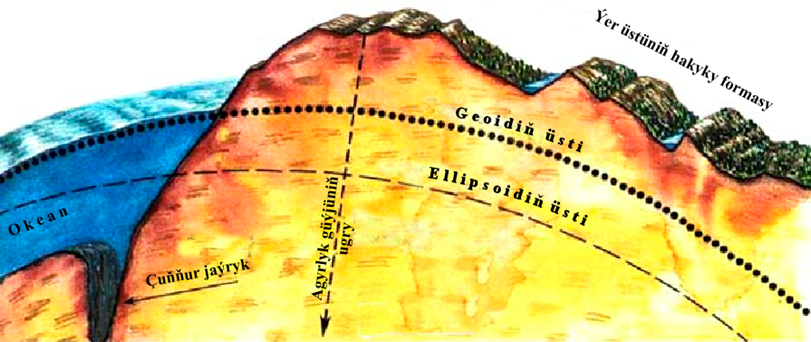 Ýer üstüniň hakyky formasy
Geoidiň üsti
Ellipsoidiň üsti
Okean
Agyrlyk güýjüniň
ugry
Çuňňur jaýryk